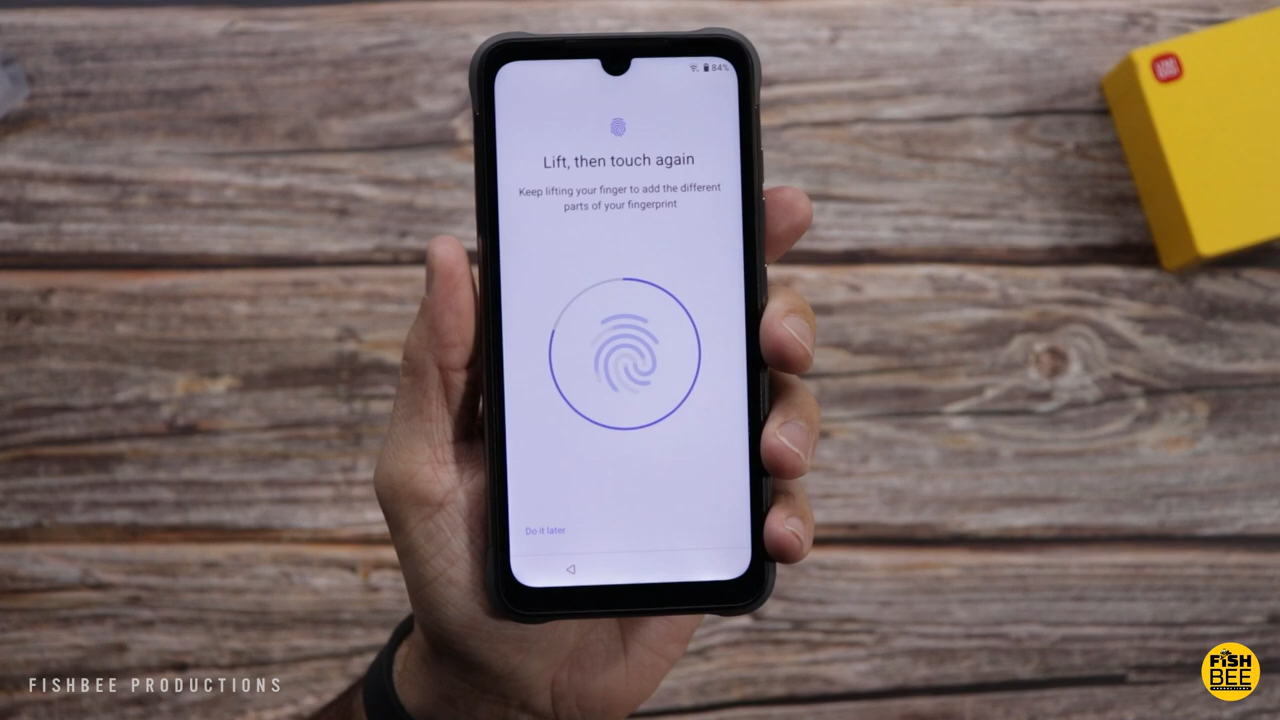 84%
Lift, then touch again
Keep lifting your finger to add the different
parts of your fingerprint
Do it later
FISHBEE PRODUCTIONS
FISH
BEE
PRODUCTIONS